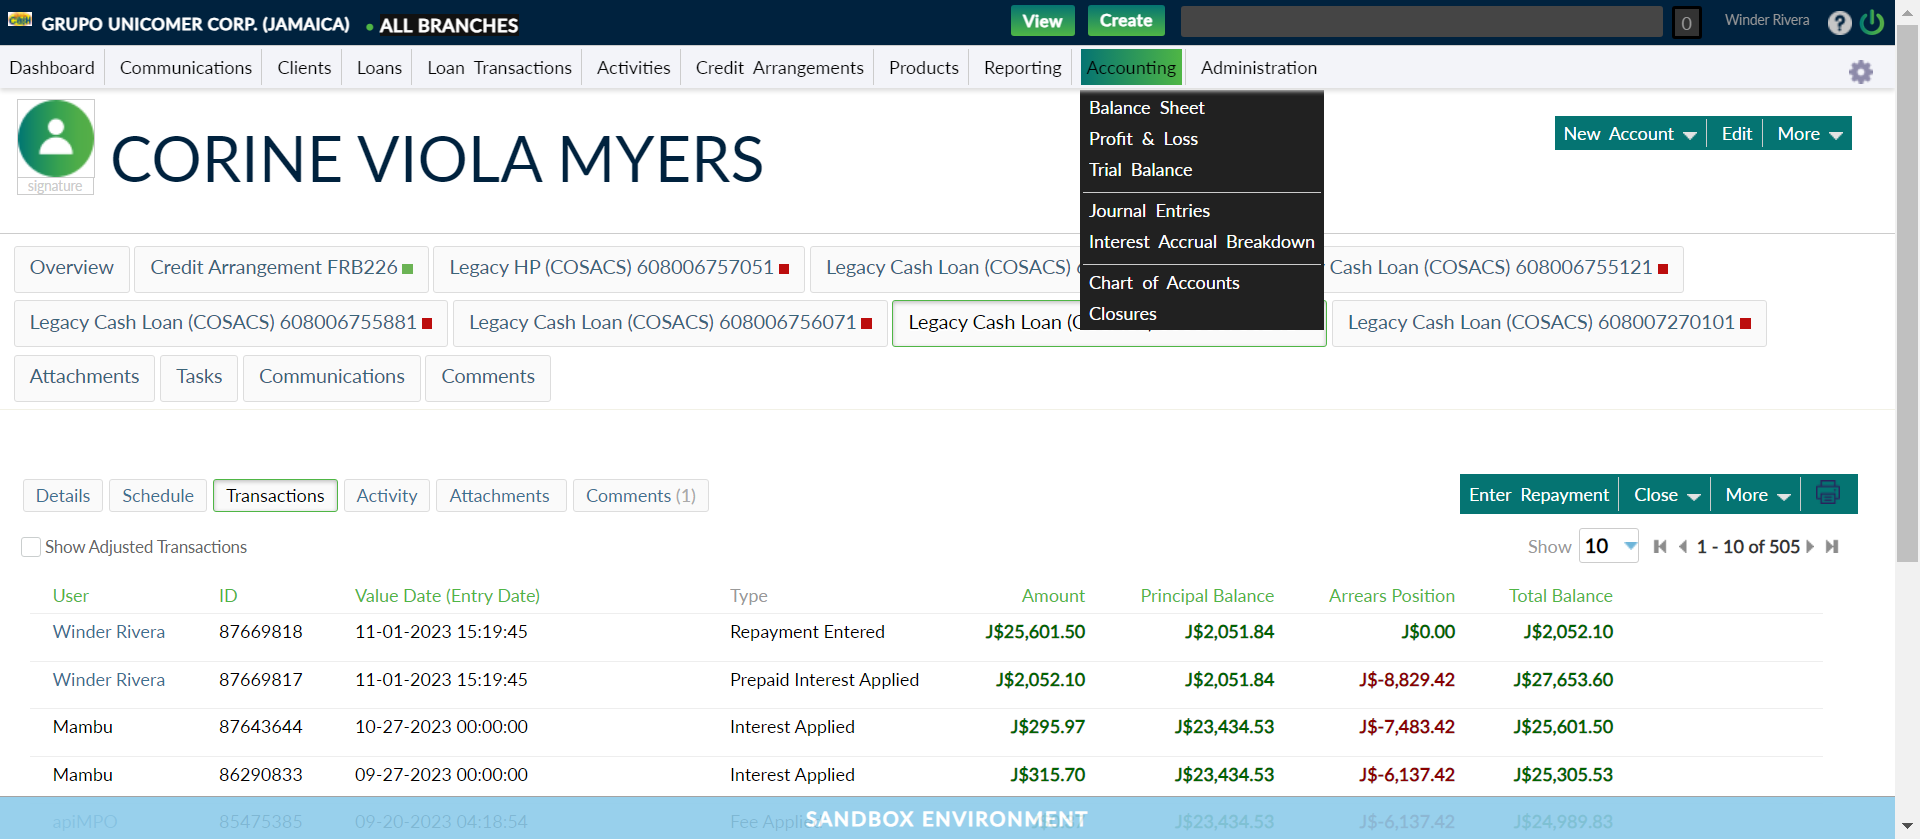 GRUPO UNICOMER CORP. (JAMAICA) • ALL BRANCHES View Create 0 Winder Rivera ?
Dashboard Communications Clients Loans Loan Transactions Activities Credit Arrangements Products Reporting Accounting Administration
Balance Sheet
Profit & Loss
Trial Balance
Journal Entries
Interest Accrual Breakdown
Chart of Accounts
Closures
signature
CORINE VIOLA MYERS
New Account Edit More
Overview Credit Arrangement FRB226 Legacy HP (COSACS) 608006757051 Legacy Cash Loan (COSACS) Cash Loan (COSACS) 608006755121
Legacy Cash Loan (COSACS) 608006755881 Legacy Cash Loan (COSACS) 608006756071 Legacy Cash Loan ( Legacy Cash Loan (COSACS) 608007270101
Attachments Tasks Communications Comments
Details Schedule Transactions Activity Attachments Comments (1)
Enter Repayment Close More
Show Adjusted Transactions
Show 10 1 - 10 of 505
User ID Value Date (Entry Date) Type Amount Principal Balance Arrears Position Total Balance
Winder Rivera 87669818 11-01-2023 15:19:45 Repayment Entered J$25,601.50 J$2,051.84 J$0.00 J$2,052.10
Winder Rivera 87669817 11-01-2023 15:19:45 Prepaid Interest Applied J$2,052.10 J$2,051.84 J$-8,829.42 J$27,653.60
Mambu 87643644 10-27-2023 00:00:00 Interest Applied J$295.97 J$23,434.53 J$-7,483.42 J$25,601.50
Mambu 86290833 09-27-2023 00:00:00 Interest Applied J$315.70 J$23,434.53 J$-6,137.42 J$25,305.53
apiMPO 85475385 09-20-2023 04:18:54 Fee J$23,434.53 J$-6,137.42 J$24,989.83
SANDBOX ENVIRONMENT